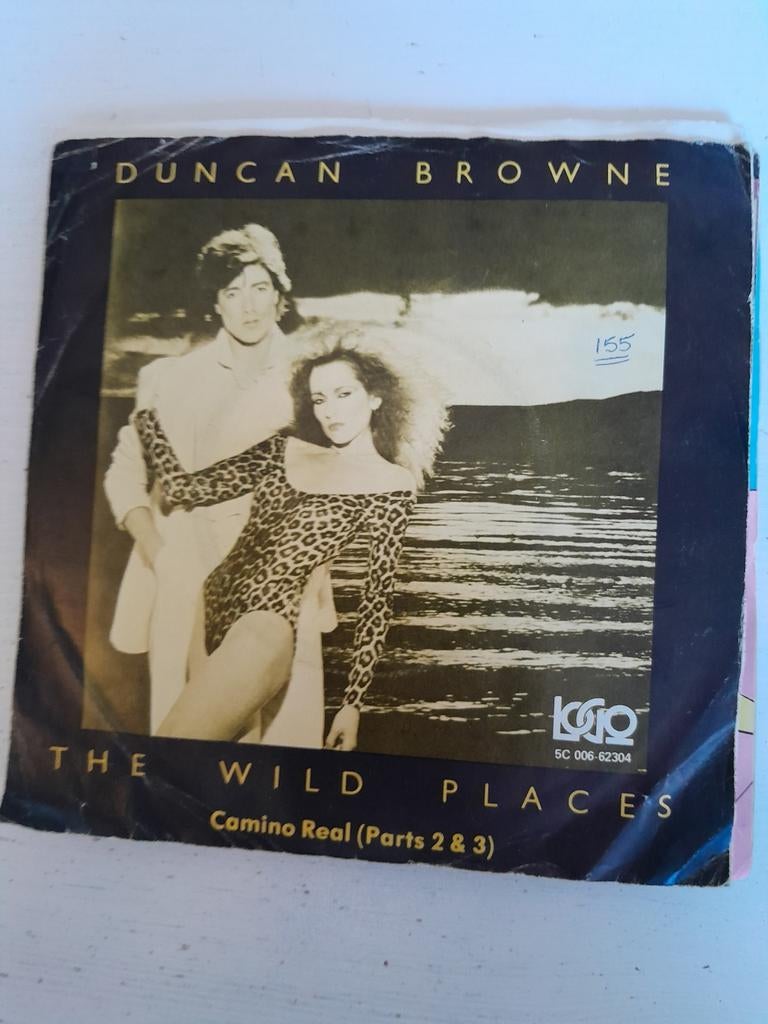 DUNCAN BROWNE
155
LOGO
5C 006-62304
THE WILD PLACES
Camino Real (Parts 2 & 3)